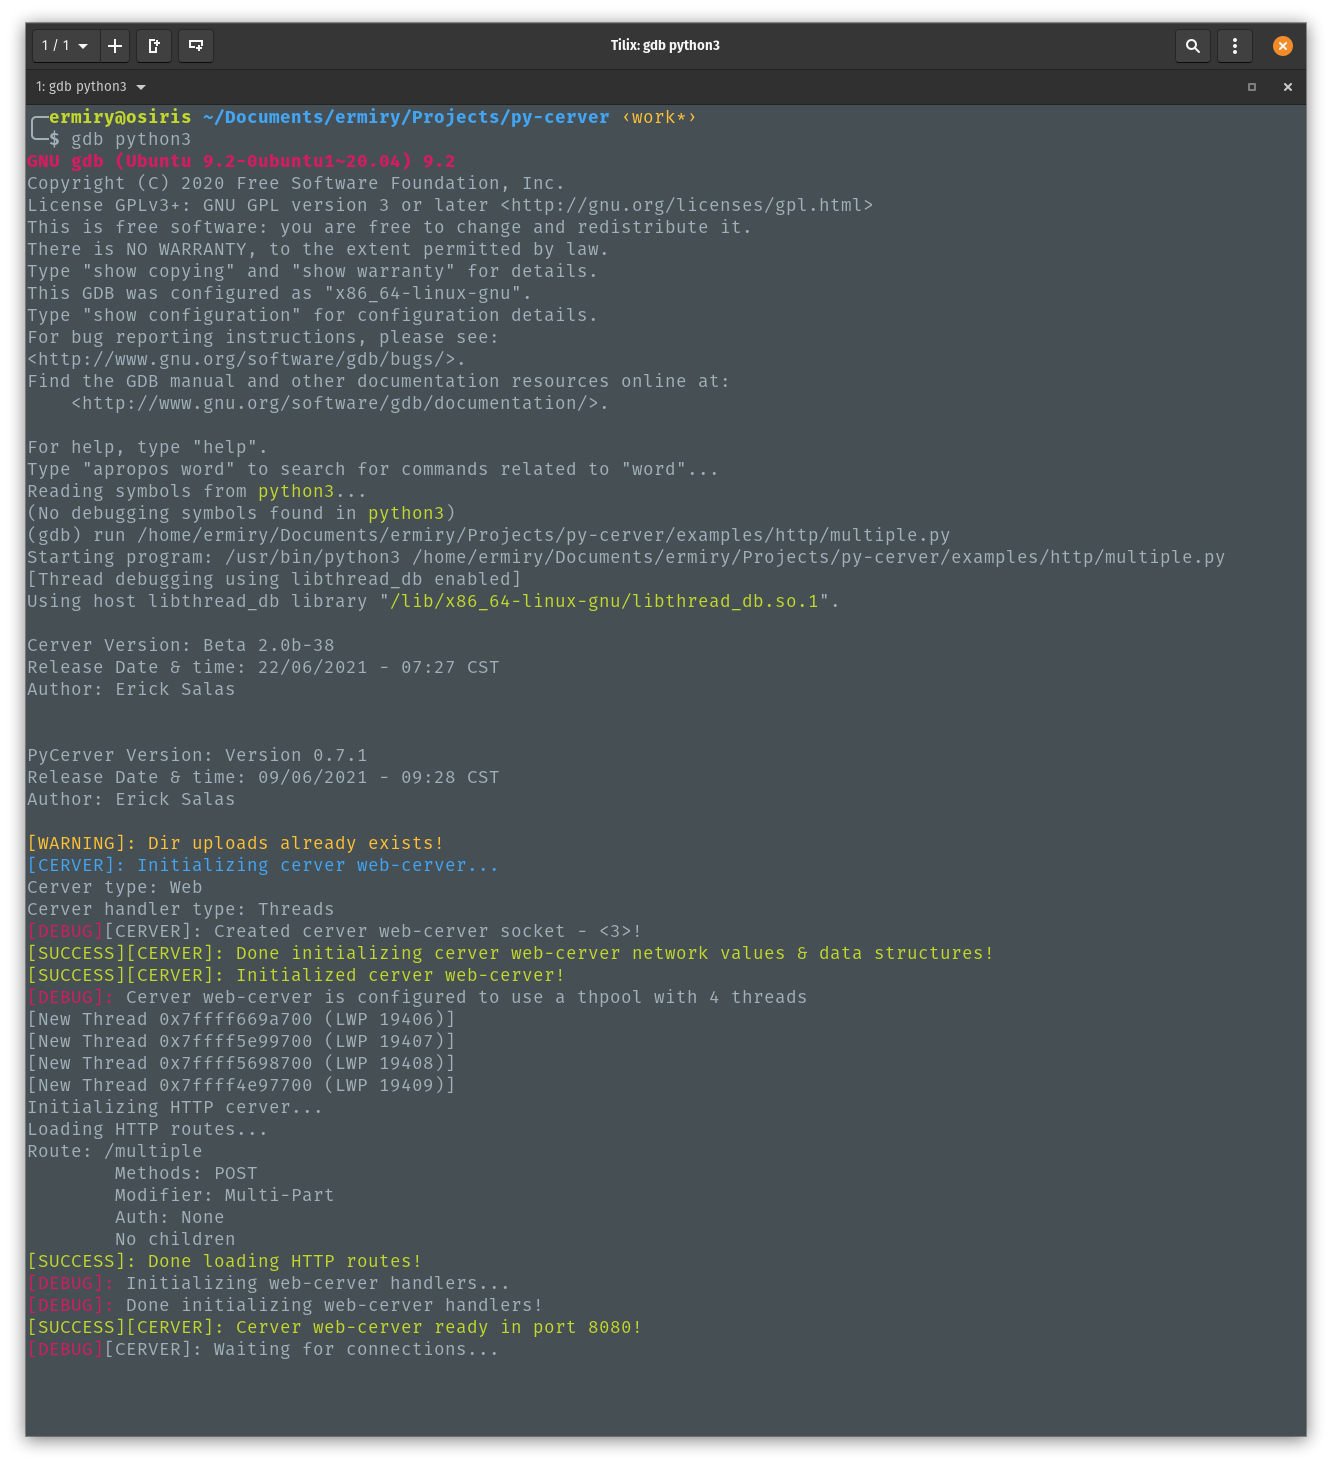 1 / 1
Tilix: gdb python3
1: gdb python3
ermiry@osiris ~/Documents/ermiry/Projects/py-cerver ‹work*›
$ gdb python3
GNU gdb (Ubuntu 9.2-0ubuntu1~20.04) 9.2
Copyright (C) 2020 Free Software Foundation, Inc.
License GPLv3+: GNU GPL version 3 or later <http://gnu.org/licenses/gpl.html>
This is free software: you are free to change and redistribute it.
There is NO WARRANTY, to the extent permitted by law.
Type "show copying" and "show warranty" for details.
This GDB was configured as "x86_64-linux-gnu".
Type "show configuration" for configuration details.
For bug reporting instructions, please see:
<http://www.gnu.org/software/gdb/bugs/>.
Find the GDB manual and other documentation resources online at:
    <http://www.gnu.org/software/gdb/documentation/>.
For help, type "help".
Type "apropos word" to search for commands related to "word"...
Reading symbols from python3...
(No debugging symbols found in python3)
(gdb) run /home/ermiry/Documents/ermiry/Projects/py-cerver/examples/http/multiple.py
Starting program: /usr/bin/python3 /home/ermiry/Documents/ermiry/Projects/py-cerver/examples/http/multiple.py
[Thread debugging using libthread_db enabled]
Using host libthread_db library "/lib/x86_64-linux-gnu/libthread_db.so.1".
Cerver Version: Beta 2.0b-38
Release Date & time: 22/06/2021 - 07:27 CST
Author: Erick Salas
PyCerver Version: Version 0.7.1
Release Date & time: 09/06/2021 - 09:28 CST
Author: Erick Salas
[WARNING]: Dir uploads already exists!
[CERVER]: Initializing cerver web-cerver...
Cerver type: Web
Cerver handler type: Threads
[DEBUG][CERVER]: Created cerver web-cerver socket - <3>!
[SUCCESS][CERVER]: Done initializing cerver web-cerver network values & data structures!
[SUCCESS][CERVER]: Initialized cerver web-cerver!
[DEBUG]: Cerver web-cerver is configured to use a thpool with 4 threads
[New Thread 0x7ffff669a700 (LWP 19406)]
[New Thread 0x7ffff5e99700 (LWP 19407)]
[New Thread 0x7ffff5698700 (LWP 19408)]
[New Thread 0x7ffff4e97700 (LWP 19409)]
Initializing HTTP cerver...
Loading HTTP routes...
Route: /multiple
        Methods: POST
        Modifier: Multi-Part
        Auth: None
        No children
[SUCCESS]: Done loading HTTP routes!
[DEBUG]: Initializing web-cerver handlers...
[DEBUG]: Done initializing web-cerver handlers!
[SUCCESS][CERVER]: Cerver web-cerver ready in port 8080!
[DEBUG][CERVER]: Waiting for connections...